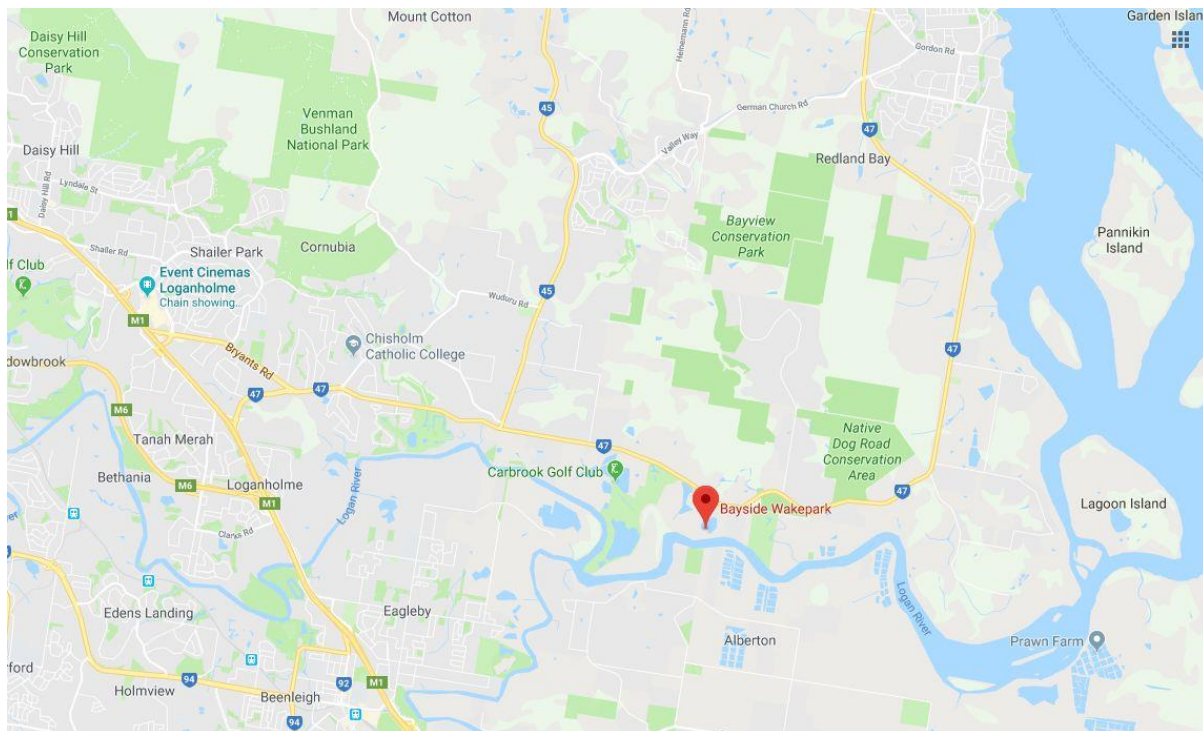 Mount Cotton
Garden Islan
Daisy Hill
Conservation
Park
Heinemann Rd
Gordon Rd
45
German Church Rd
Venman
Bushland
National Park
47
Daisy Hill
Valley Way
Redland Bay
Daisy Hill Rd
Lyndale St
Bayview
Conservation
Park
Pannikin
Island
Shailer Rd
Shailer Park
Cornubia
1
lf Club
Event Cinemas
Loganholme
Chain showing...
45
Wuduru Rd
M1
Chisholm
Catholic College
47
dowbrook
Bryants Rd
47
47
M6
Tanah Merah
47
Native
Dog Road
Conservation
Area
Bethania
M6
Loganholme
Logan River
Carbrook Golf Club
47
M1
Bayside Wakepark
Lagoon Island
Clarks Rd
Edens Landing
Eagleby
Logan River
Alberton
Prawn Farm
rford
94
Holmview
92
M1
Beenleigh
94